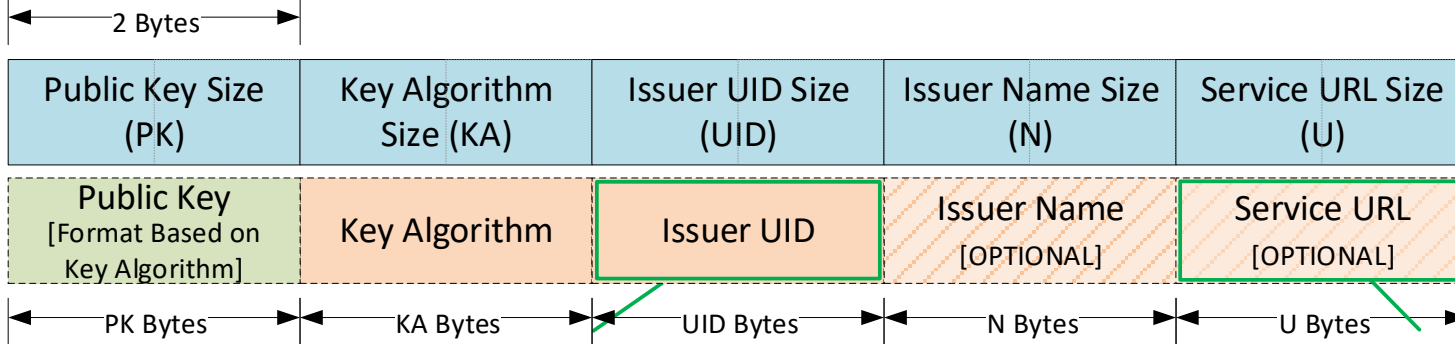 2 Bytes
Public Key Size
(PK)
Key Algorithm
Size (KA)
Issuer UID Size
(UID)
Issuer Name Size
(N)
Service URL Size
(U)
Public Key
[Format Based on
Key Algorithm]
Key Algorithm
Issuer UID
Issuer Name
[OPTIONAL]
Service URL
[OPTIONAL]
PK Bytes
KA Bytes
UID Bytes
N Bytes
U Bytes